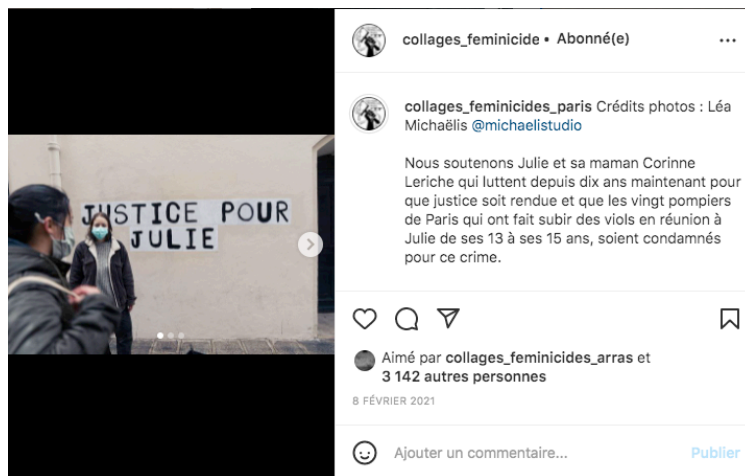 JUSTICE POUR
JULIE
collages_feminicide • Abonné(e)
collages_feminicides_paris Crédits photos : Léa
Michaëlis @michaelistudio
Nous soutenons Julie et sa maman Corinne
Leriche qui luttent depuis dix ans maintenant pour
que justice soit rendue et que les vingt pompiers
de Paris qui ont fait subir des viols en réunion à
Julie de ses 13 à ses 15 ans, soient condamnés
pour ce crime.
Aimé par collages_feminicides_arras et
3 142 autres personnes
8 FÉVRIER 2021
Ajouter un commentaire... Publier